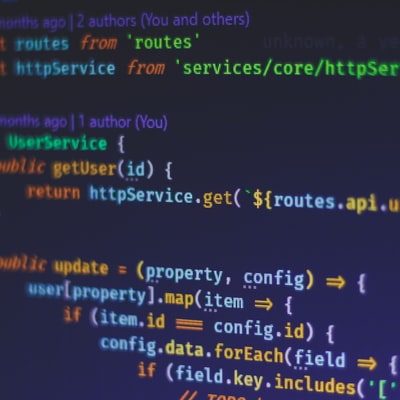 months ago | 2 authors (You and others)
t routes from 'routes' unknown, a ye
t httpService from 'services/core/httpSer
months ago | 1 author (You)
UserService {
public getUser(id) {
return httpService.get(`${routes.api.u
public update = (property, config) => {
user[property].map(item => {
if (item.id === config.id) {
config.data.forEach(field => {
if (field.key.includes('['
// TODO